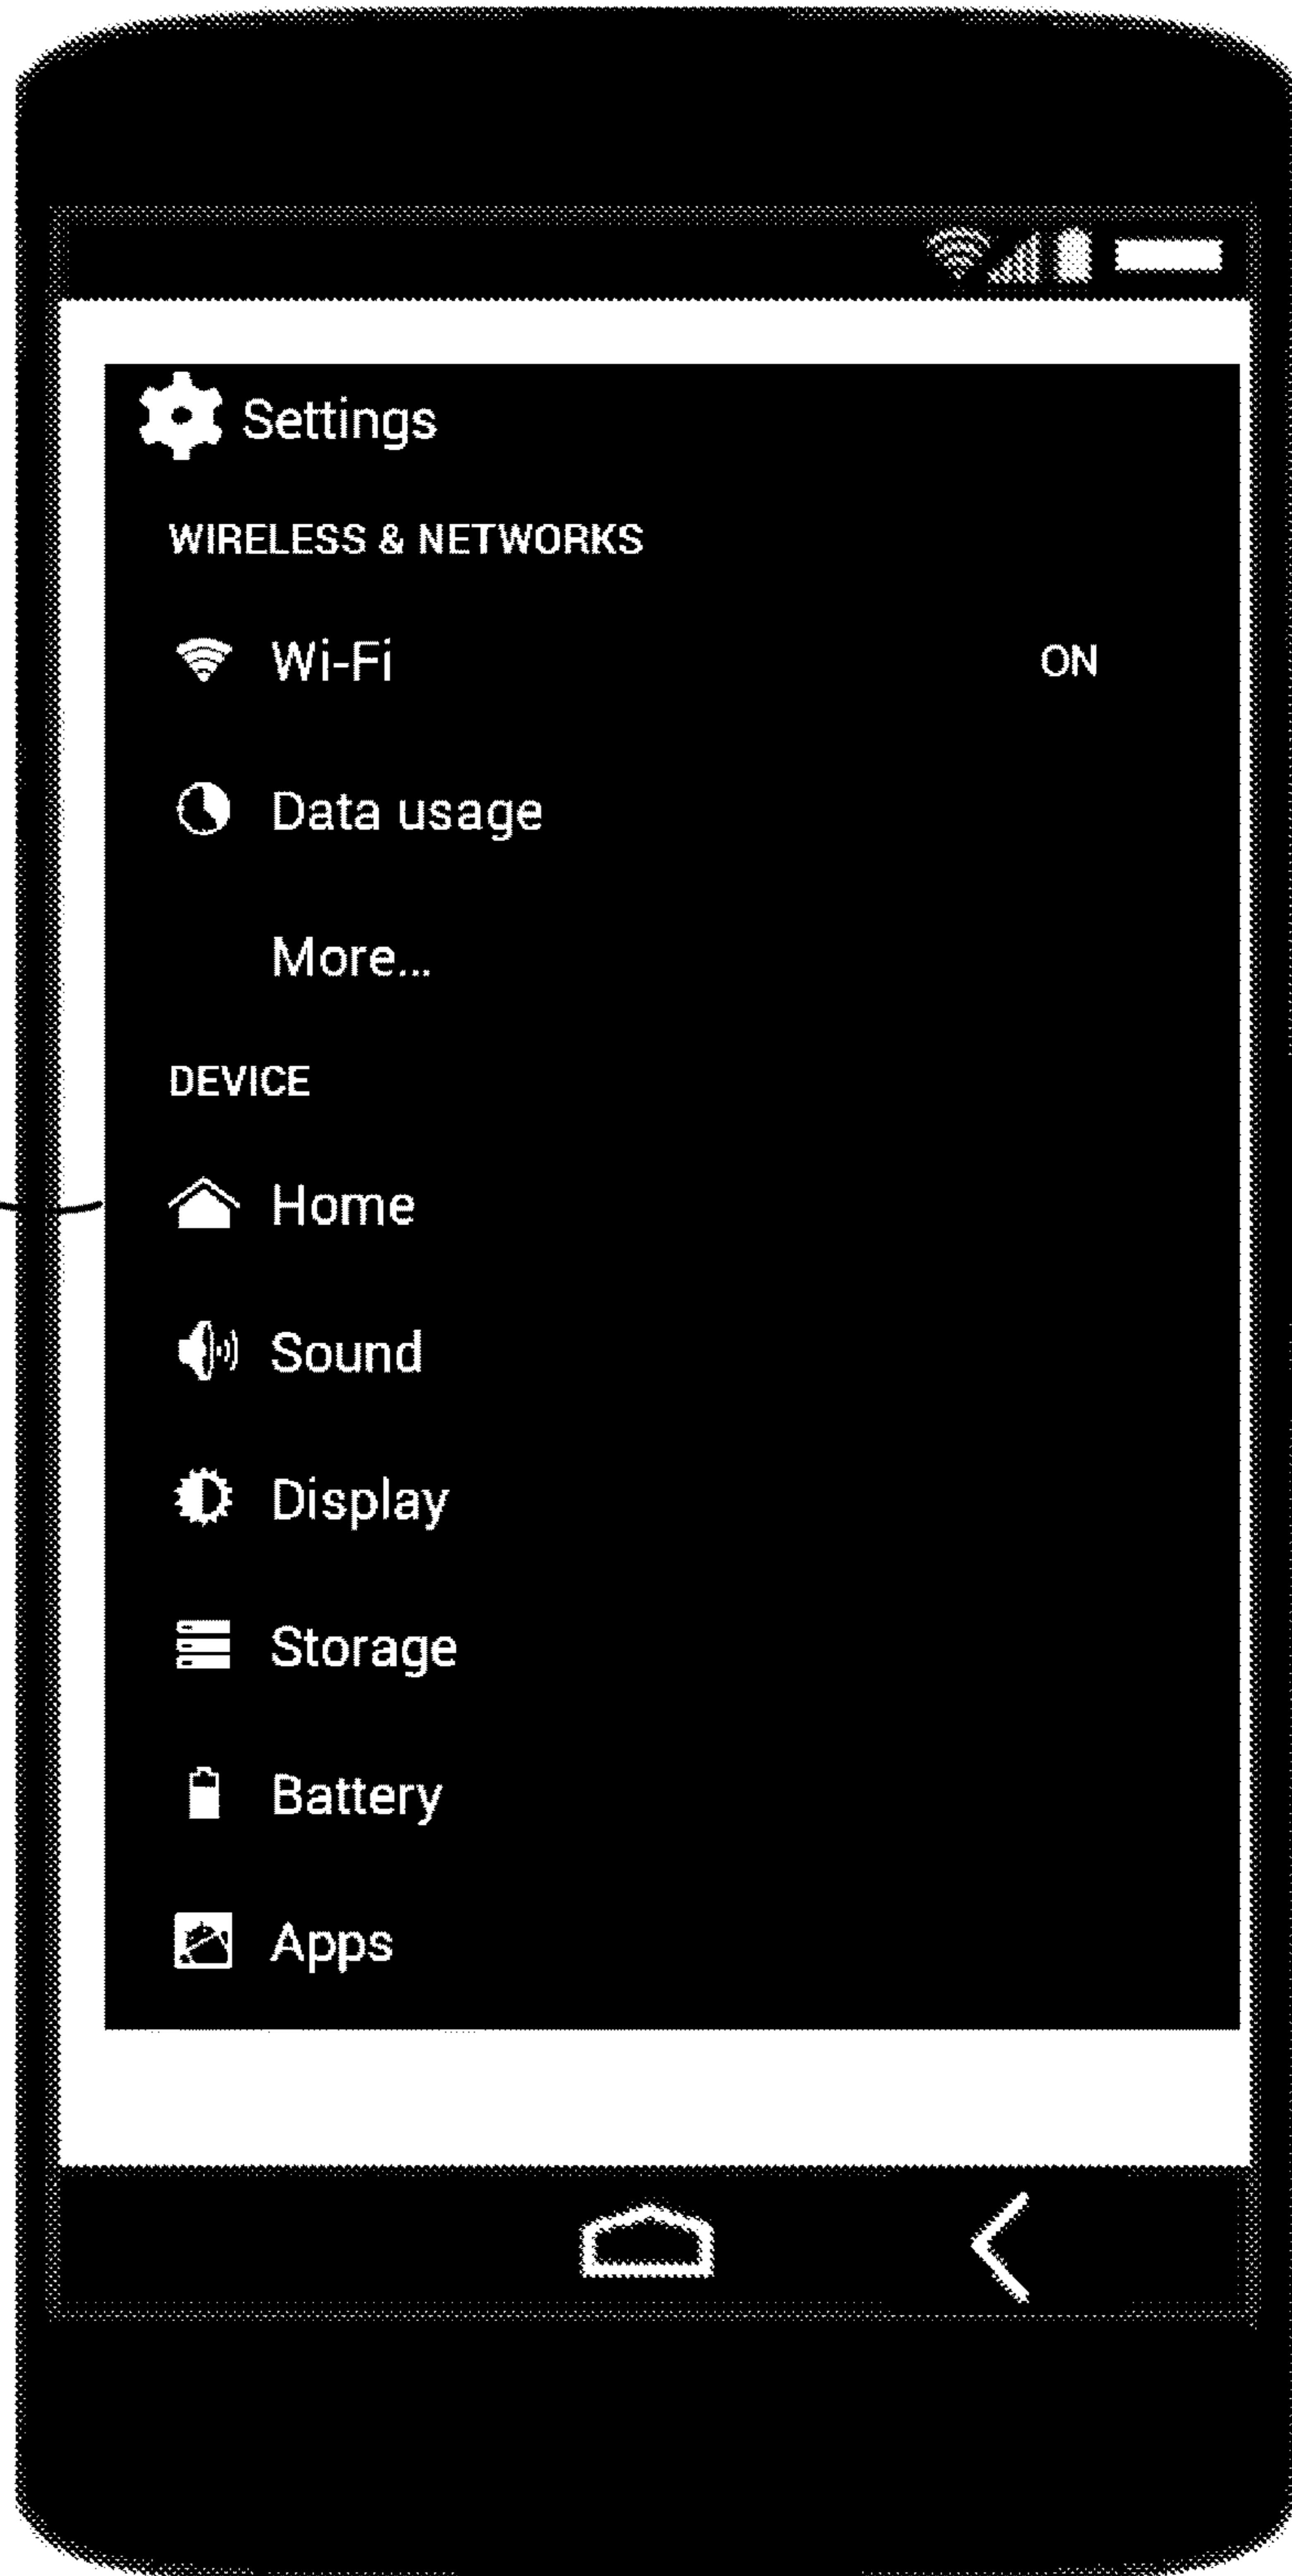 Settings
WIRELESS & NETWORKS
Wi-Fi ON
Data usage
More...
DEVICE
Home
Sound
Display
Storage
Battery
Apps